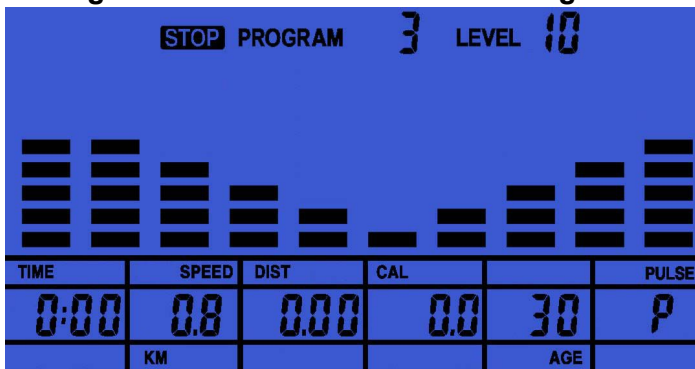 STOP PROGRAM 3 LEVEL 10
TIME SPEED DIST CAL PULSE
0:00 0.8 0.00 0.0 30 P
KM AGE